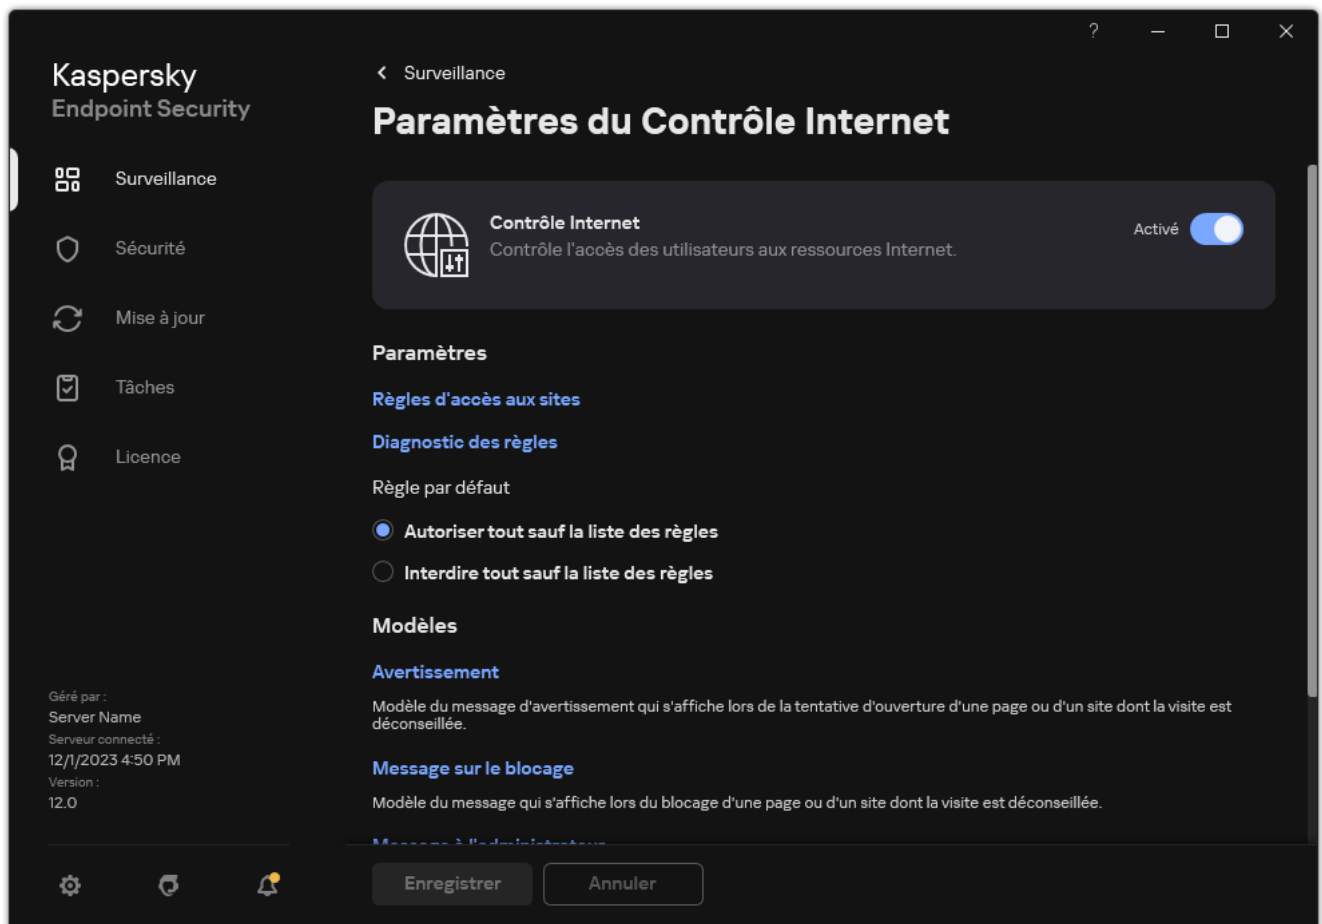 ?
Kaspersky
Endpoint Security
Surveillance
Sécurité
Mise à jour
Tâches
Licence
Géré par :
Server Name
Serveur connecté :
12/1/2023 4:50 PM
Version :
12.0
Surveillance
Paramètres du Contrôle Internet
Contrôle Internet
Contrôle l'accès des utilisateurs aux ressources Internet.
Activé
Paramètres
Règles d'accès aux sites
Diagnostic des règles
Règle par défaut
Autoriser tout sauf la liste des règles
Interdire tout sauf la liste des règles
Modèles
Avertissement
Modèle du message d'avertissement qui s'affiche lors de la tentative d'ouverture d'une page ou d'un site dont la visite est
déconseillée.
Message sur le blocage
Modèle du message qui s'affiche lors du blocage d'une page ou d'un site dont la visite est déconseillée.
Message à l'administrateur
Enregistrer
Annuler